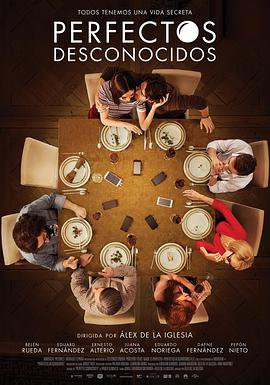 TODOS TENEMOS UNA VIDA SECRETA
PERFECTOS
DESCONOCIDOS
DIRIGIDA POR ÁLEX DE LA IGLESIA
BELÉN RUEDA EDUARD FERNÁNDEZ ERNESTO ALTERIO JUANA ACOSTA EDUARDO NORIEGA DAFNE FERNÁNDEZ PEPÓN NIETO